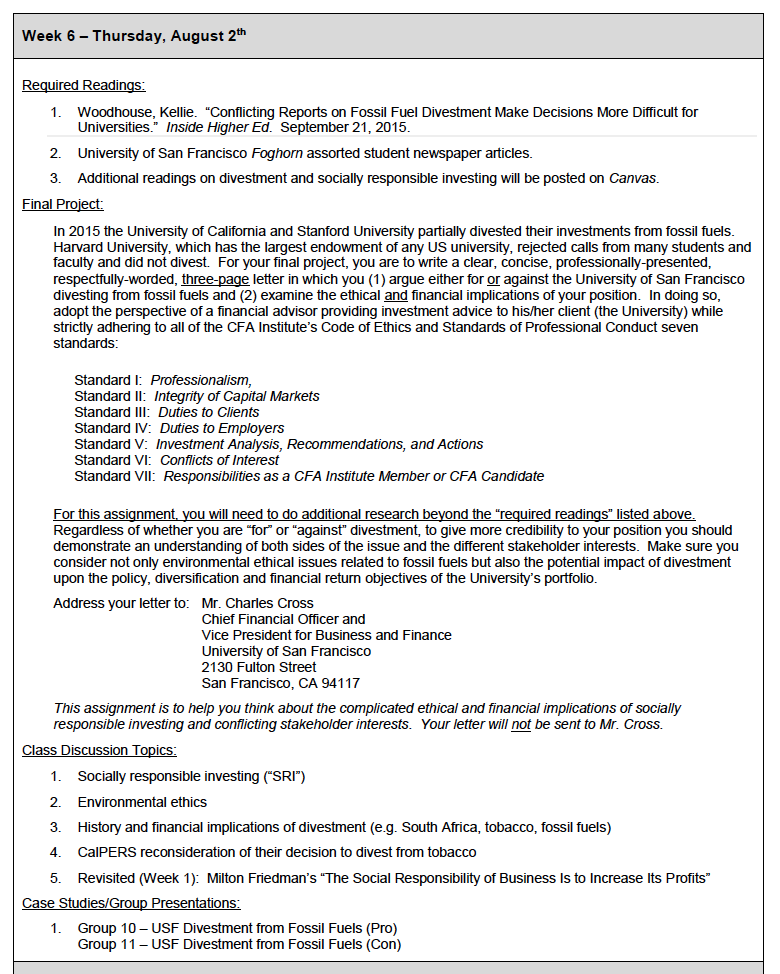 Week 6 – Thursday, August 2th
Required Readings:
1. Woodhouse, Kellie. “Conflicting Reports on Fossil Fuel Divestment Make Decisions More Difficult for
Universities.” Inside Higher Ed. September 21, 2015.
2. University of San Francisco Foghorn assorted student newspaper articles.
3. Additional readings on divestment and socially responsible investing will be posted on Canvas.
Final Project:
In 2015 the University of California and Stanford University partially divested their investments from fossil fuels.
Harvard University, which has the largest endowment of any US university, rejected calls from many students and
faculty and did not divest. For your final project, you are to write a clear, concise, professionally-presented,
respectfully-worded, three-page letter in which you (1) argue either for or against the University of San Francisco
divesting from fossil fuels and (2) examine the ethical and financial implications of your position. In doing so,
adopt the perspective of a financial advisor providing investment advice to his/her client (the University) while
strictly adhering to all of the CFA Institute’s Code of Ethics and Standards of Professional Conduct seven
standards:
Standard I: Professionalism,
Standard II: Integrity of Capital Markets
Standard III: Duties to Clients
Standard IV: Duties to Employers
Standard V: Investment Analysis, Recommendations, and Actions
Standard VI: Conflicts of Interest
Standard VII: Responsibilities as a CFA Institute Member or CFA Candidate
For this assignment, you will need to do additional research beyond the “required readings” listed above.
Regardless of whether you are “for” or “against” divestment, to give more credibility to your position you should
demonstrate an understanding of both sides of the issue and the different stakeholder interests. Make sure you
consider not only environmental ethical issues related to fossil fuels but also the potential impact of divestment
upon the policy, diversification and financial return objectives of the University’s portfolio.
Address your letter to: Mr. Charles Cross
Chief Financial Officer and
Vice President for Business and Finance
University of San Francisco
2130 Fulton Street
San Francisco, CA 94117
This assignment is to help you think about the complicated ethical and financial implications of socially
responsible investing and conflicting stakeholder interests. Your letter will not be sent to Mr. Cross.
Class Discussion Topics:
1. Socially responsible investing (“SRI”)
2. Environmental ethics
3. History and financial implications of divestment (e.g. South Africa, tobacco, fossil fuels)
4. CalPERS reconsideration of their decision to divest from tobacco
5. Revisited (Week 1): Milton Friedman’s “The Social Responsibility of Business Is to Increase Its Profits”
Case Studies/Group Presentations:
1. Group 10 – USF Divestment from Fossil Fuels (Pro)
Group 11 – USF Divestment from Fossil Fuels (Con)